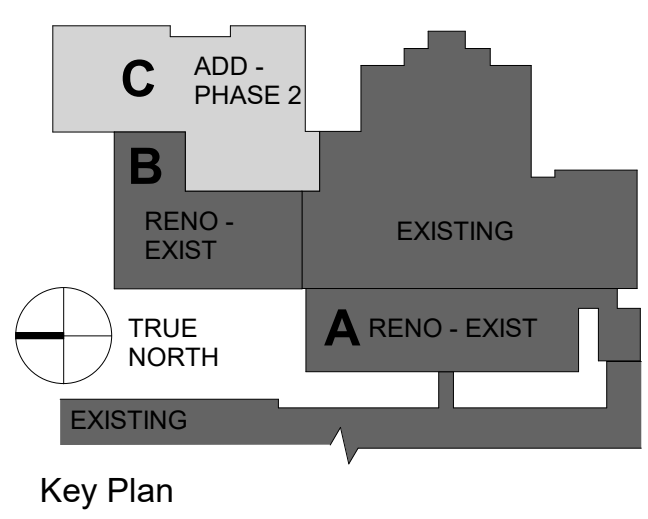 C
ADD -
PHASE 2
B
RENO -
EXIST
EXISTING
A RENO - EXIST
TRUE
NORTH
EXISTING
Key Plan